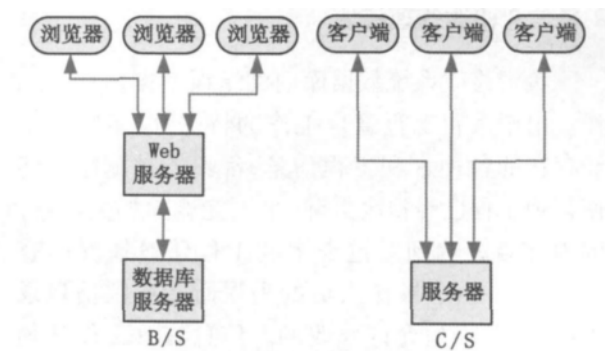 浏览器 浏览器 浏览器
Web
服务器
数据库
服务器
B/S
客户端 客户端 客户端
服务器
C/S